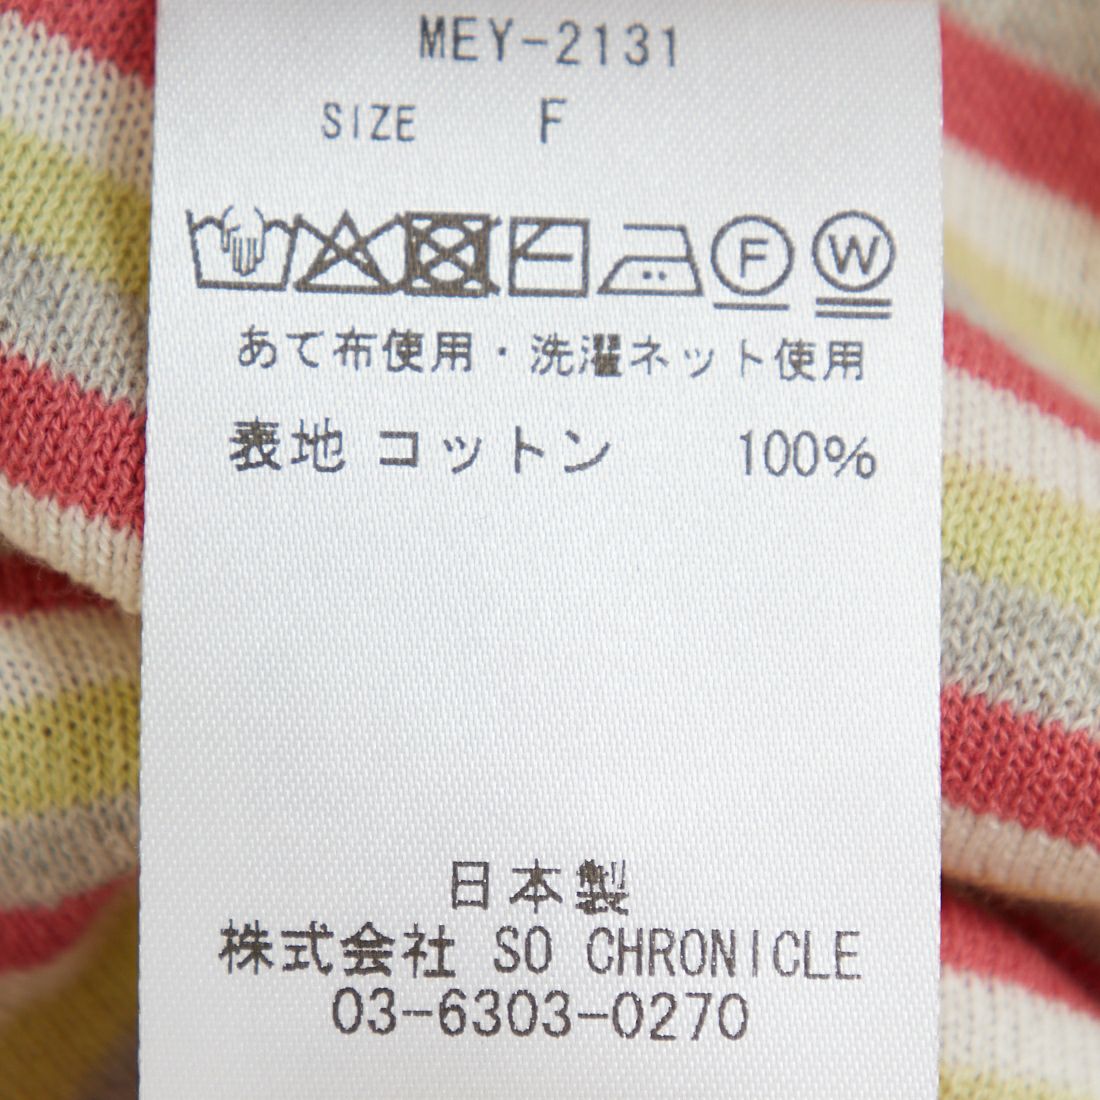 MEY-2131
SIZE F
F W
あて布使用・洗濯ネット使用
表地 コットン 100%
日本製
株式会社 SO CHRONICLE
03-6303-0270